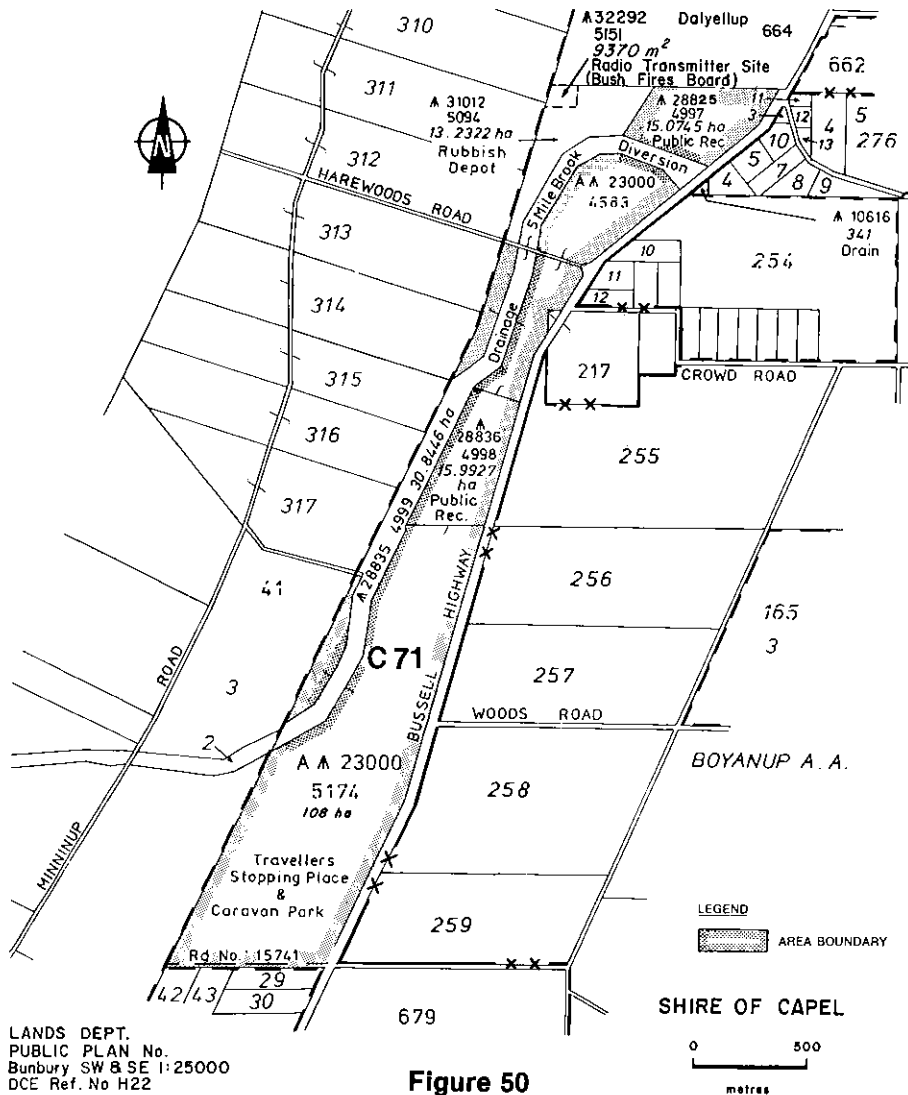 310
A 32292
5151
9370 m²
Radio Transmitter Site
(Bush Fires Board)
Dalyellup
664
662
311
A 31012
5094
13.2322 ha
Rubbish
Depot
A 28825
4997
15.0745 ha
Public Rec
11
3
12
13
4
5
276
N
312
HAREWOODS ROAD
5 Mile Brook
Diversion
A A 23000
4583
10
5
7
4
8
9
A 10616
341
Drain
313
10
11
12
254
314
Drainage
315
217
CROWD ROAD
316
A 28836
4998
15.9927
ha
Public
Rec.
255
317
A 28835 4999 30.8446 ha
41
HIGHWAY
256
165
3
C 71
3
ROAD
257
BUSSELL
WOODS ROAD
2
A A 23000
5174
108 ha
BOYANUP A.A.
258
MINNINUP
Travellers
Stopping Place
&
Caravan Park
259
LEGEND
AREA BOUNDARY
Rd No. 15741
42
43
29
30
679
SHIRE OF CAPEL
0 500
metres
LANDS DEPT.
PUBLIC PLAN No.
Bunbury SW & SE 1:25000
DCE Ref. No H22
Figure 50